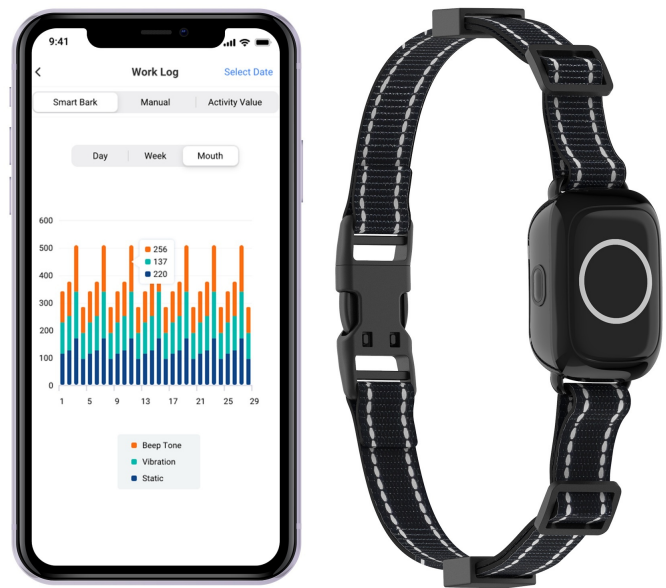 9:41
Work Log
Select Date
Smart Bark
Manual
Activity Value
Day
Week
Mouth
600
500
400
300
200
100
0
256
137
220
1 5 9 13 17 21 25 29
Beep Tone
Vibration
Static